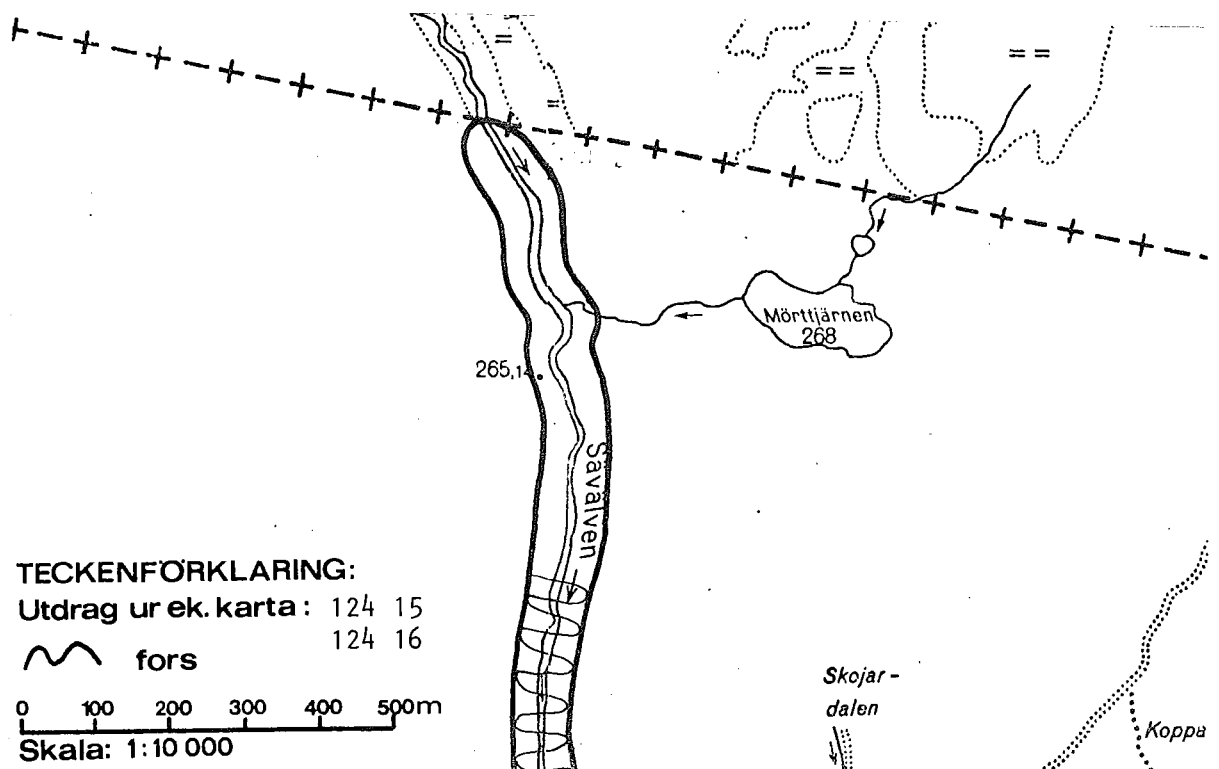 Mörttjärnen
268
265,14
Sävälven
TECKENFÖRKLARING:
Utdrag ur ek. karta: 124 15
124 16
fors
0 100 200 300 400 500m
Skala: 1:10 000
Skojar-
dalen
Koppa